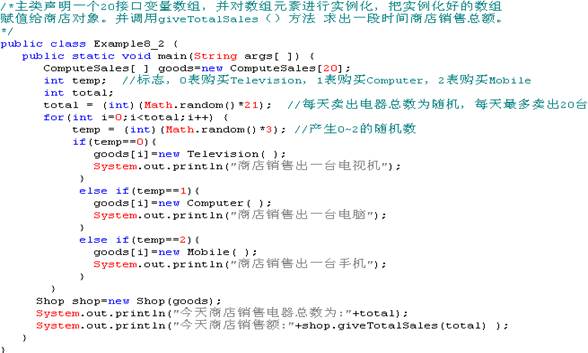 /*主类声明一个20接口变量数组，并对数组元素进行实例化，把实例化好的数组
赋值给商店对象。并调用giveTotalSales（）方法 求出一段时间商店销售总额。
*/
public class Example8_2 {
public static void main(String args[ ]) {
ComputeSales[ ] goods=new ComputeSales[20];
int temp;  //标志，0表购买Television，1表购买Computer，2表购买Mobile
int total;
total = (int)(Math.random()*21);  //每天卖出电器总数为随机，每天最多卖出20台
for(int i=0;i<total;i++) {
temp = (int)(Math.random()*3); //产生0~2的随机数
if(temp==0){
goods[i]=new Television( );
System.out.println("商店销售出一台电视机");
}
else if(temp==1){
goods[i]=new Computer( );
System.out.println("商店销售出一台电脑");
}
else if(temp==2){
goods[i]=new Mobile( );
System.out.println("商店销售出一台手机");
}
}
Shop shop=new Shop(goods);
System.out.println("今天商店销售电器总数为:"+total);
System.out.println("今天商店销售额:"+shop.giveTotalSales(total) );
}
}